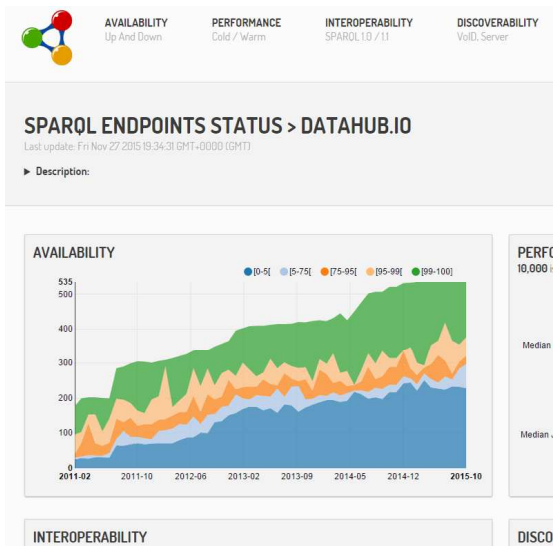 AVAILABILITY PERFORMANCE INTEROPERABILITY DISCOVERABILITY
Up And Down Cold / Warm SPARQL 1.0 / 1.1 VoID, Server
SPARQL ENDPOINTS STATUS > DATAHUB.IO
Last update: Fri Nov 27 2015 19:34:31 GMT+0000 (GMT)
▶ Description:
AVAILABILITY
[0-5[ [5-75[ [75-95[ [95-99[ [99-100]
535
500
400
300
200
100
0
2011-02 2011-10 2012-06 2013-02 2013-09 2014-05 2014-12 2015-10
PERFO
10,000
Median
Median
INTEROPERABILITY
DISCO